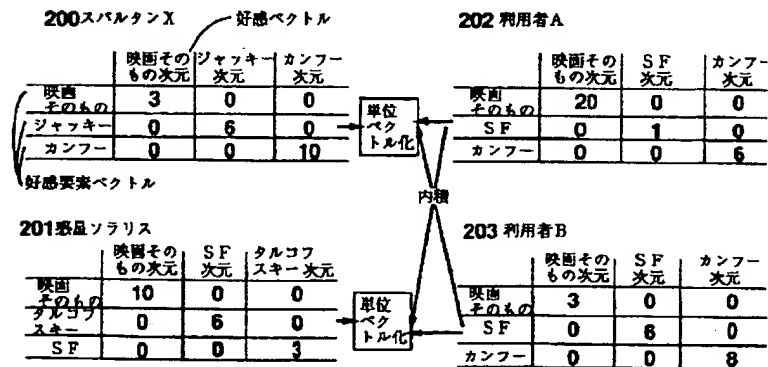 200スパルタンX
好感ベクトル
映画その ジャッキー カンフー
もの次元 次元 次元
映画 3 0 0
そのもの
ジャッキー 0 6 0
カンフー 0 0 10
好感要素ベクトル
単位
ベク
トル化
202 利用者A
映画その SF カンフー
もの次元 次元 次元
映画 20 0 0
そのもの
SF 0 1 0
カンフー 0 0 6
内積
201惑星ソラリス
映画その SF タルコフ
もの次元 次元 スキー次元
映画 10 0 0
そのもの
タルコフ 0 6 0
スキー
SF 0 0 3
単位
ベク
トル化
203 利用者B
映画その SF カンフー
もの次元 次元 次元
映画 3 0 0
そのもの
SF 0 6 0
カンフー 0 0 8